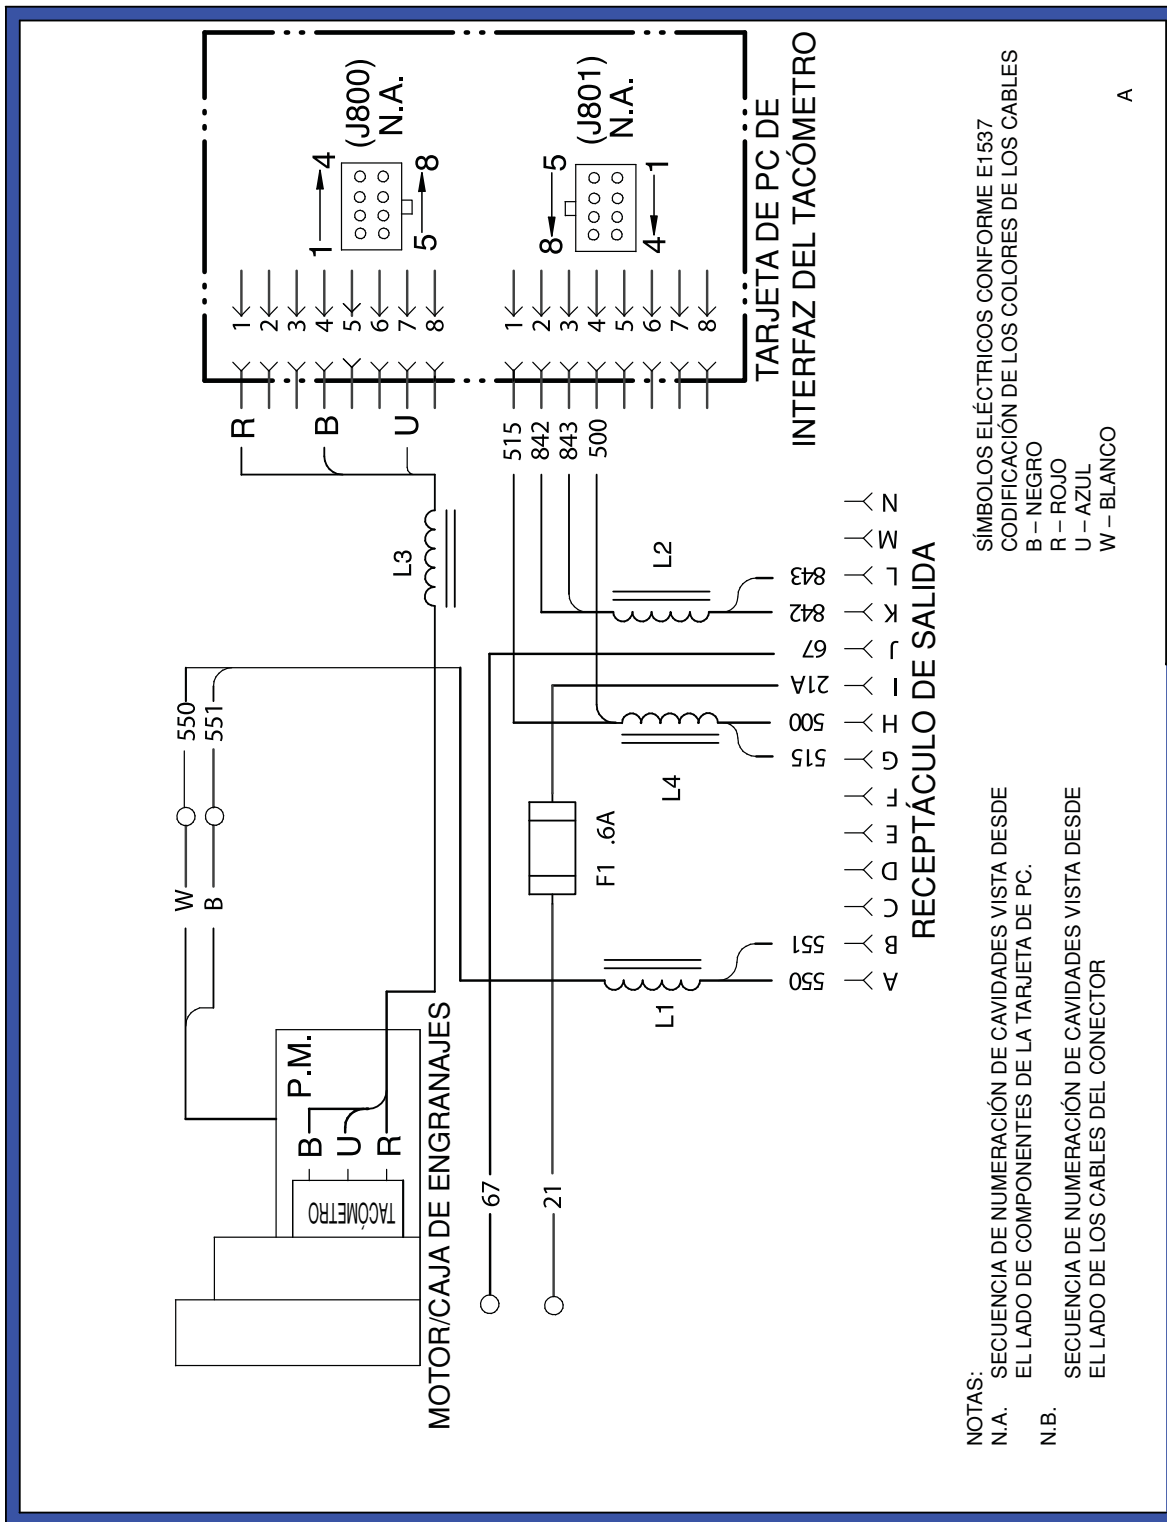 (J800)
N.A.
1
4
5
8
(J801)
N.A.
8
5
4
1
1
2
3
4
5
6
7
8
1
2
3
4
5
6
7
8
TARJETA DE PC DE
INTERFAZ DEL TACÓMETRO
R
B
U
515
842
843
500
L3
550
551
W
B
P.M.
B
U
R
TACÓMETRO
MOTOR/CAJA DE ENGRANAJES
67
21
F1 .6A
L1
L4
L2
550
551
515
500
21A
67
842
843
A
B
C
D
E
F
G
H
I
J
K
L
M
N
RECEPTÁCULO DE SALIDA
NOTAS:
N.A. SECUENCIA DE NUMERACIÓN DE CAVIDADES VISTA DESDE
EL LADO DE COMPONENTES DE LA TARJETA DE PC.
N.B.
SECUENCIA DE NUMERACIÓN DE CAVIDADES VISTA DESDE
EL LADO DE LOS CABLES DEL CONECTOR
SÍMBOLOS ELÉCTRICOS CONFORME E1537
CODIFICACIÓN DE LOS COLORES DE LOS CABLES
B – NEGRO
R – ROJO
U – AZUL
W – BLANCO
A